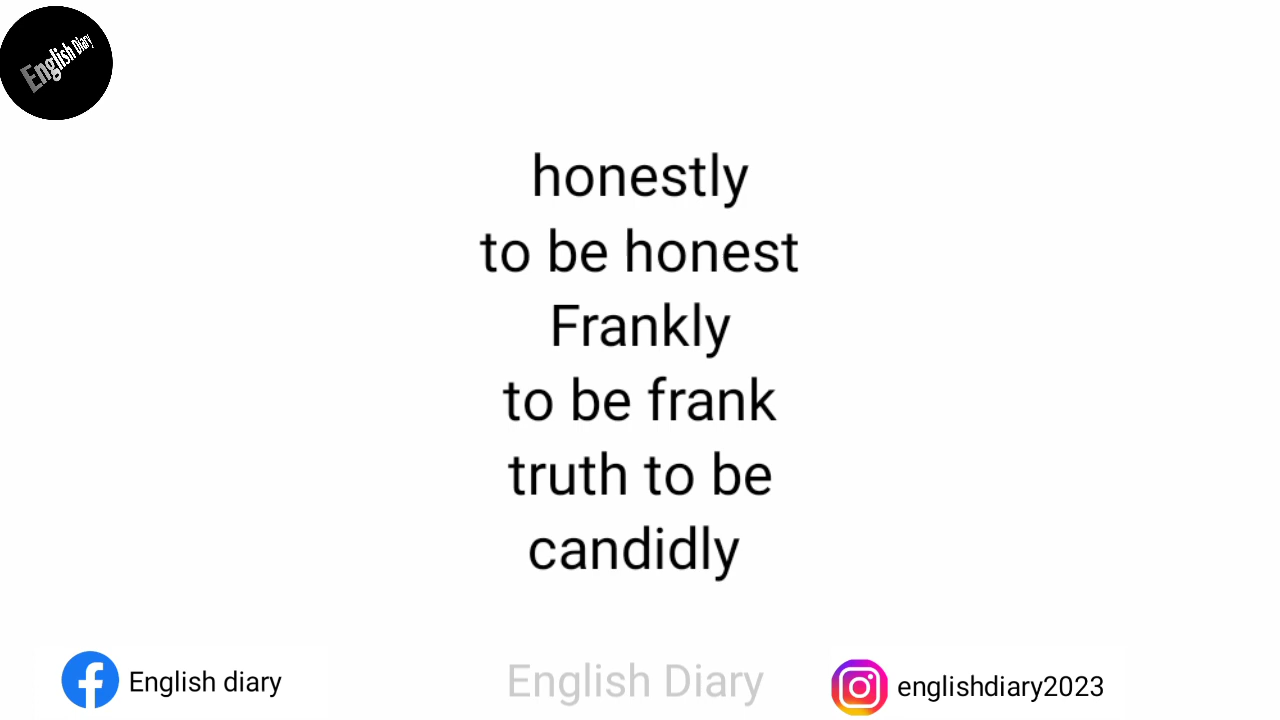 English Diary
honestly
to be honest
Frankly
to be frank
truth to be
candidly
English diary
English Diary
englishdiary2023